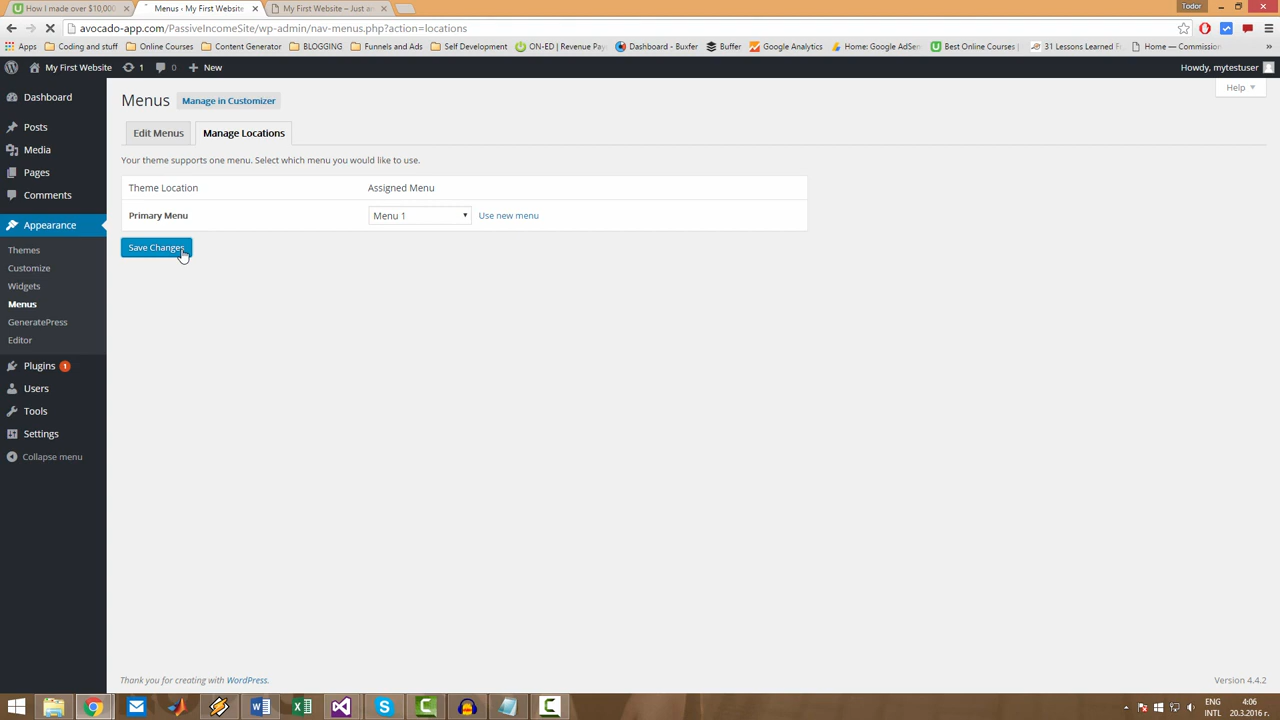 How I made over $10,000
Menus ‹ My First Website
My First Website – Just a
Todor
avocado-app.com/PassiveIncomeSite/wp-admin/nav-menus.php?action=locations
Apps
Coding and stuff
Online Courses
Content Generator
BLOGGING
Funnels and Ads
Self Development
ON-ED | Revenue Pay
Dashboard - Buxfer
Buffer
Google Analytics
Home: Google AdSen
Best Online Courses |
31 Lessons Learned Fr
Home — Commission
»
My First Website
1
0
New
Howdy, mytestuser
Dashboard
Posts
Media
Pages
Comments
Appearance
Themes
Customize
Widgets
Menus
GeneratePress
Editor
Plugins 1
Users
Tools
Settings
Collapse menu
Menus
Manage in Customizer
Help
Edit Menus
Manage Locations
Your theme supports one menu. Select which menu you would like to use.
Theme Location
Assigned Menu
Primary Menu
Menu 1
Use new menu
Save Changes
Thank you for creating with WordPress.
Version 4.4.2
ENG
INTL
4:06
20.3.2016 г.